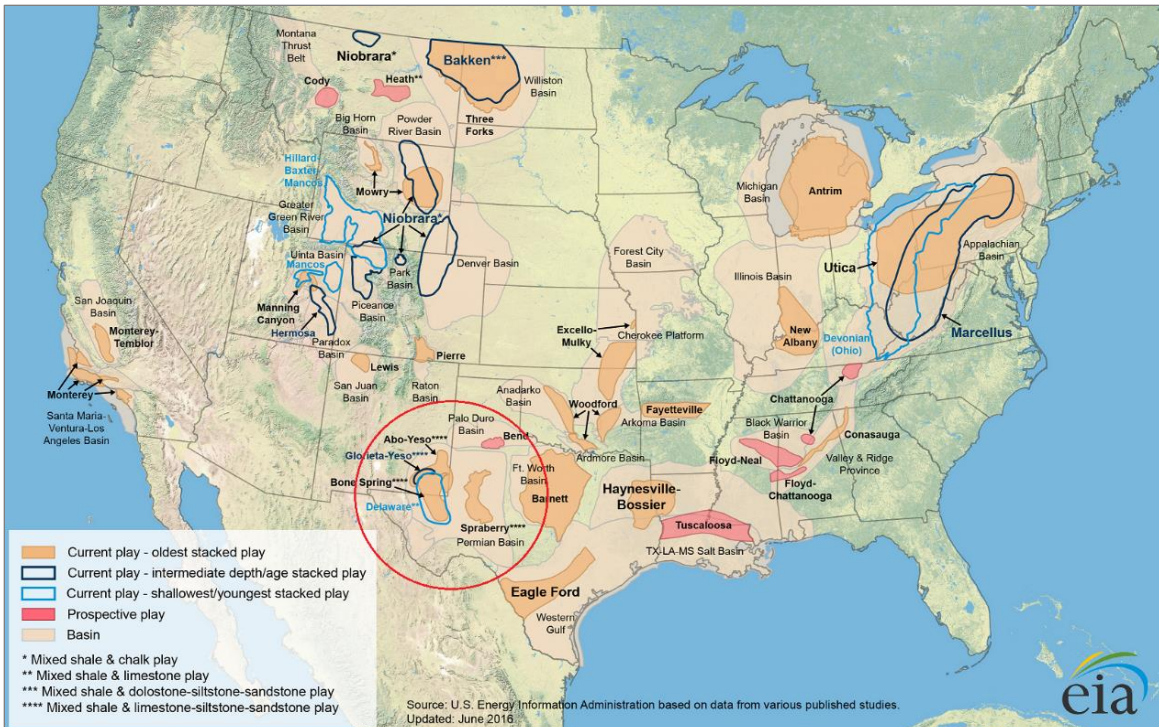 Montana
Thrust
Belt
Niobrara*
Bakken***
Williston
Basin
Cody
Heath**
Big Horn
Basin
Powder
River Basin
Three
Forks
Hillard-
Baxter-
Mancos
Mowry
Greater
Green River
Basin
Niobrara*
Uinta Basin
Mancos
Park
Basin
Denver Basin
Manning
Canyon
Hermosa
Piceance
Basin
Paradox
Basin
San Joaquin
Basin
Monterey-
Temblor
Monterey
Santa Maria-
Ventura-Los
Angeles Basin
Lewis
San Juan
Basin
Pierre
Raton
Basin
Michigan
Basin
Antrim
Forest City
Basin
Illinois Basin
Utica
Appalachian
Basin
Excello-
Mulky
Cherokee Platform
New
Albany
Devonian
(Ohio)
Marcellus
Anadarko
Basin
Woodford
Fayetteville
Arkoma Basin
Chattanooga
Palo Duro
Basin
Bend
Ardmore Basin
Black Warrior
Basin
Conasauga
Abo-Yeso****
Glorieta-Yeso****
Bone Spring****
Delaware**
Ft. Worth
Basin
Barnett
Haynesville-
Bossier
Floyd-Neal
Valley & Ridge
Province
Floyd-
Chattanooga
Spraberry****
Permian Basin
Tuscaloosa
TX-LA-MS Salt Basin
Eagle Ford
Western
Gulf
Current play - oldest stacked play
Current play - intermediate depth/age stacked play
Current play - shallowest/youngest stacked play
Prospective play
Basin
* Mixed shale & chalk play
** Mixed shale & limestone play
*** Mixed shale & dolostone-siltstone-sandstone play
**** Mixed shale & limestone-siltstone-sandstone play
Source: U.S. Energy Information Administration based on data from various published studies.
Updated: June 2016
eia